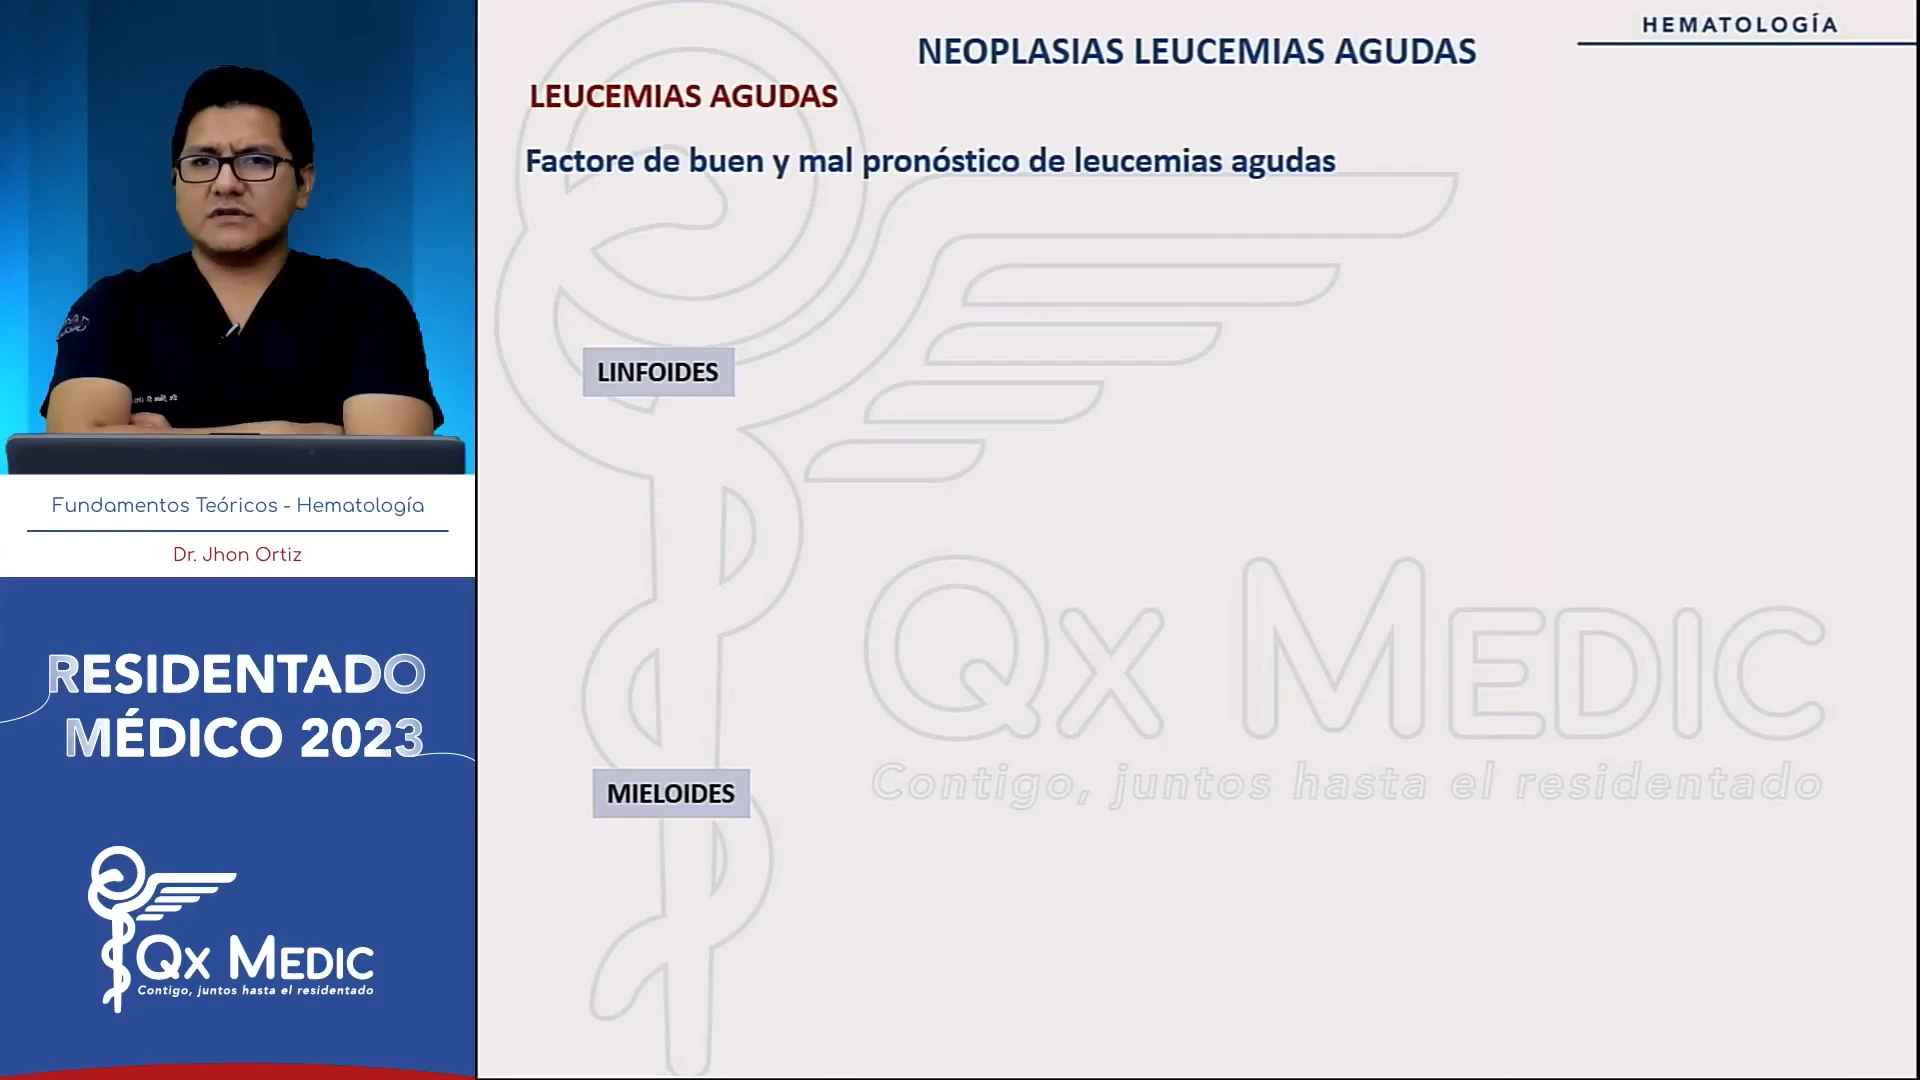 HEMATOLOGÍA
NEOPLASIAS LEUCEMIAS AGUDAS
LEUCEMIAS AGUDAS
Factore de buen y mal pronóstico de leucemias agudas
LINFOIDES
MIELOIDES
Qx MEDIC
Contigo, juntos hasta el residentado
Fundamentos Teóricos - Hematología
Dr. Jhon Ortiz
RESIDENTADO
MÉDICO 2023
Qx MEDIC
Contigo, juntos hasta el residentado